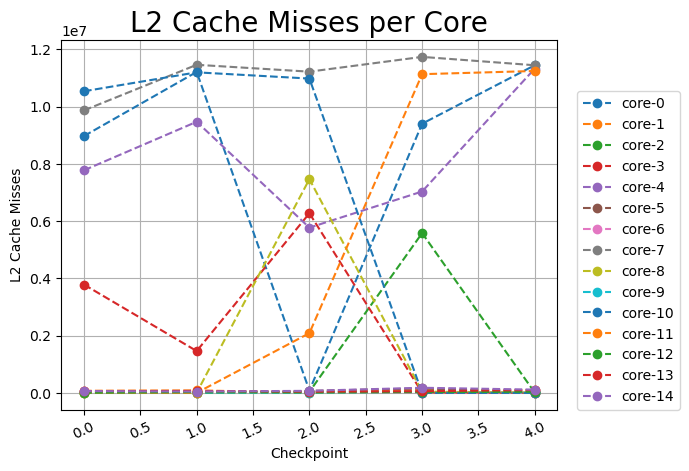 L2 Cache Misses per Core
1e7
1.2
1.0
0.8
0.6
0.4
0.2
0.0
L2 Cache Misses
0.0 0.5 1.0 1.5 2.0 2.5 3.0 3.5 4.0
Checkpoint
core-0
core-1
core-2
core-3
core-4
core-5
core-6
core-7
core-8
core-9
core-10
core-11
core-12
core-13
core-14